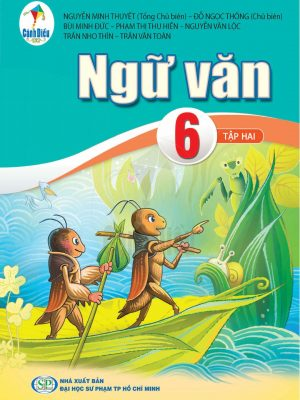 NGUYỄN MINH THUYẾT (Tổng Chủ biên) – ĐỖ NGỌC THỐNG (Chủ biên)
BÙI MINH ĐỨC – PHẠM THỊ THU HIỀN – NGUYỄN VĂN LỘC
TRẦN NHO THÌN – TRẦN VĂN TOÀN
Cánh Diều
Ngữ văn
6
TẬP HAI
NHÀ XUẤT BẢN
ĐẠI HỌC SƯ PHẠM TP HỒ CHÍ MINH